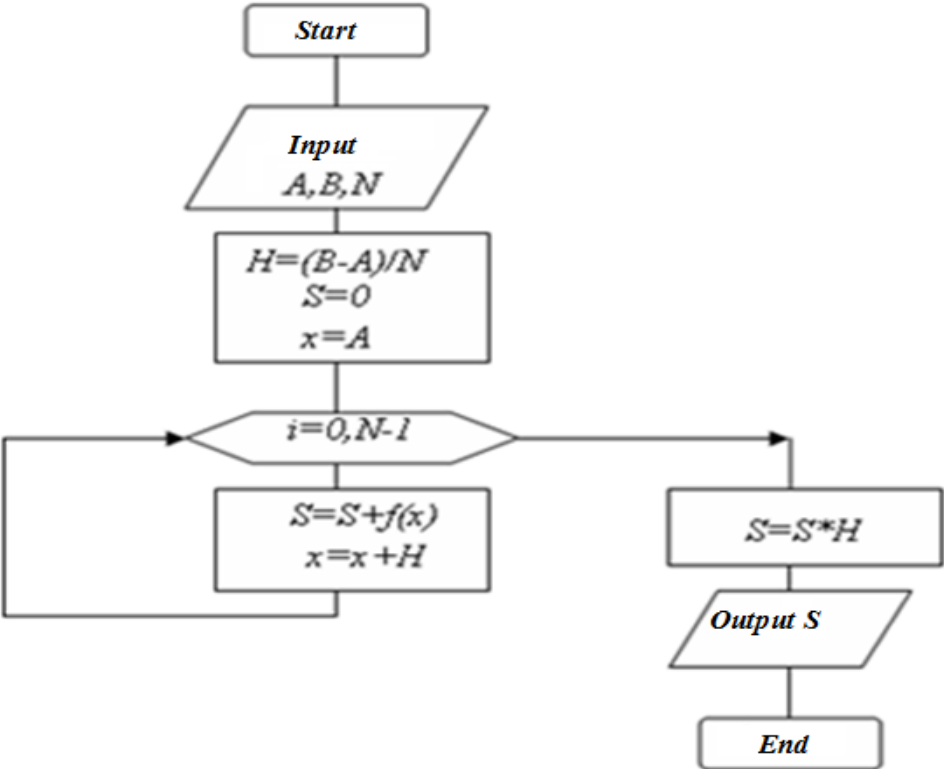 Start
Input
A,B,N
H=(B-A)/N
S=0
x=A
i=0,N-1
S=S+f(x)
x=x+H
S=S*H
Output S
End